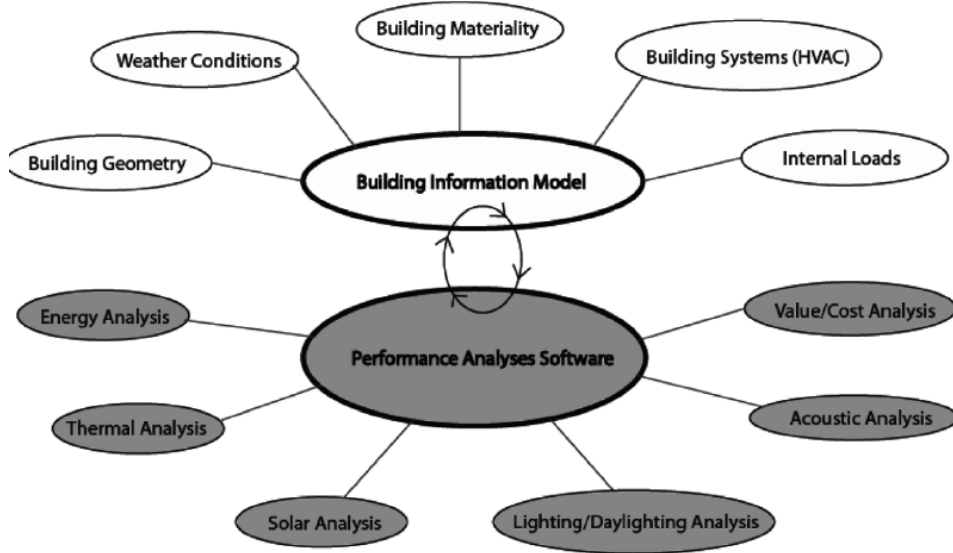 Building Materiality
Weather Conditions
Building Systems (HVAC)
Building Geometry
Internal Loads
Building Information Model
Energy Analysis
Value/Cost Analysis
Performance Analyses Software
Thermal Analysis
Acoustic Analysis
Solar Analysis
Lighting/Daylighting Analysis